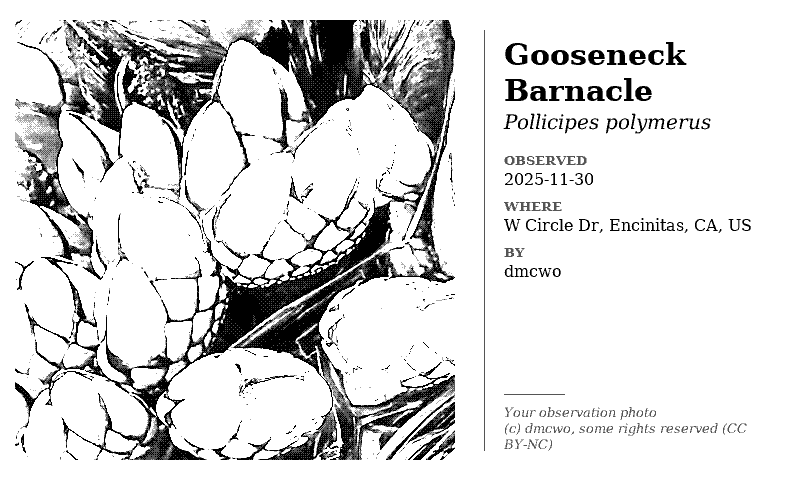 Gooseneck
Barnacle
Pollicipes polymerus
OBSERVED
2025-11-30
WHERE
W Circle Dr, Encinitas, CA, US
BY
dmcwo
Your observation photo
(c) dmcwo, some rights reserved (CC
BY-NC)